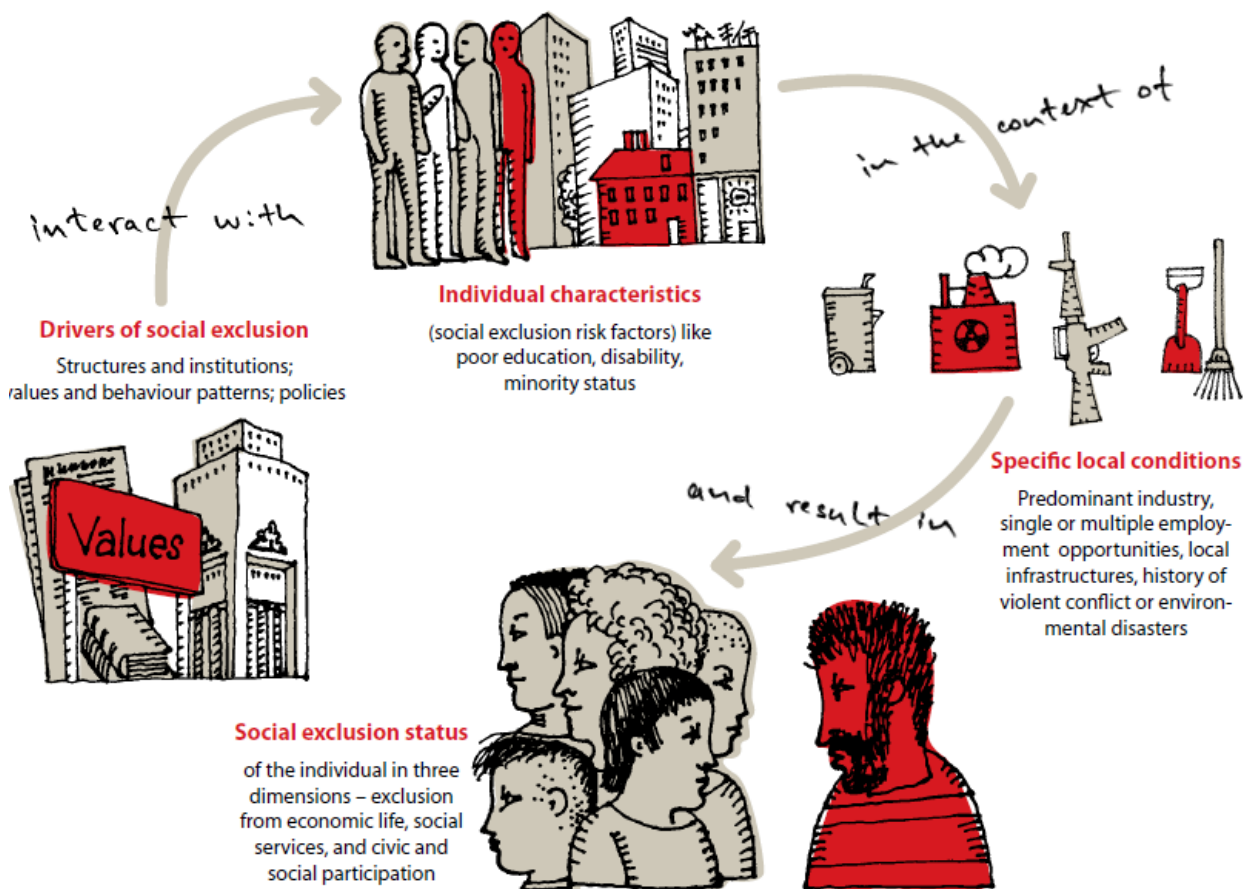 interact with
Drivers of social exclusion
Structures and institutions;
values and behaviour patterns; policies
Values
Individual characteristics
(social exclusion risk factors) like
poor education, disability,
minority status
in the context of
Specific local conditions
Predominant industry,
single or multiple employ-
ment opportunities, local
infrastructures, history of
violent conflict or environ-
mental disasters
and result in
Social exclusion status
of the individual in three
dimensions – exclusion
from economic life, social
services, and civic and
social participation